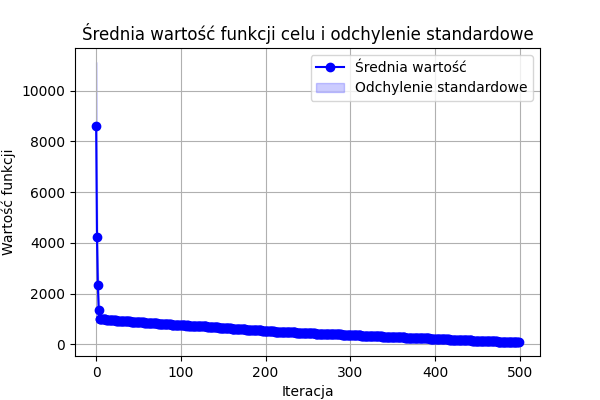 Średnia wartość funkcji celu i odchylenie standardowe
Średnia wartość
Odchylenie standardowe
Wartość funkcji
10000
8000
6000
4000
2000
0
0 100 200 300 400 500
Iteracja